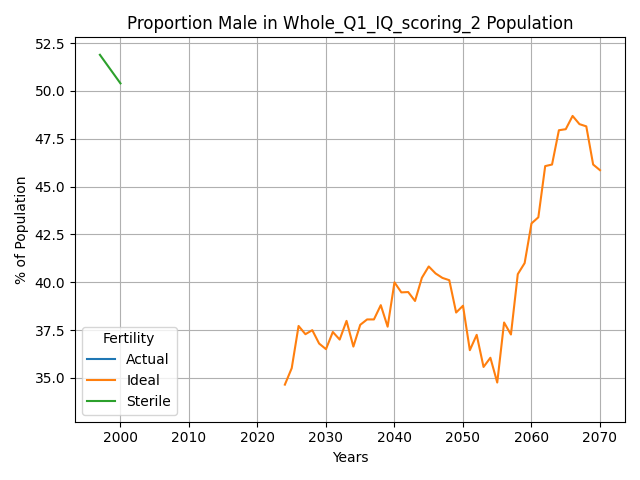 Proportion Male in Whole_Q1_IQ_scoring_2 Population
% of Population
52.5
50.0
47.5
45.0
42.5
40.0
37.5
35.0
Fertility
Actual
Ideal
Sterile
2000 2010 2020 2030 2040 2050 2060 2070
Years